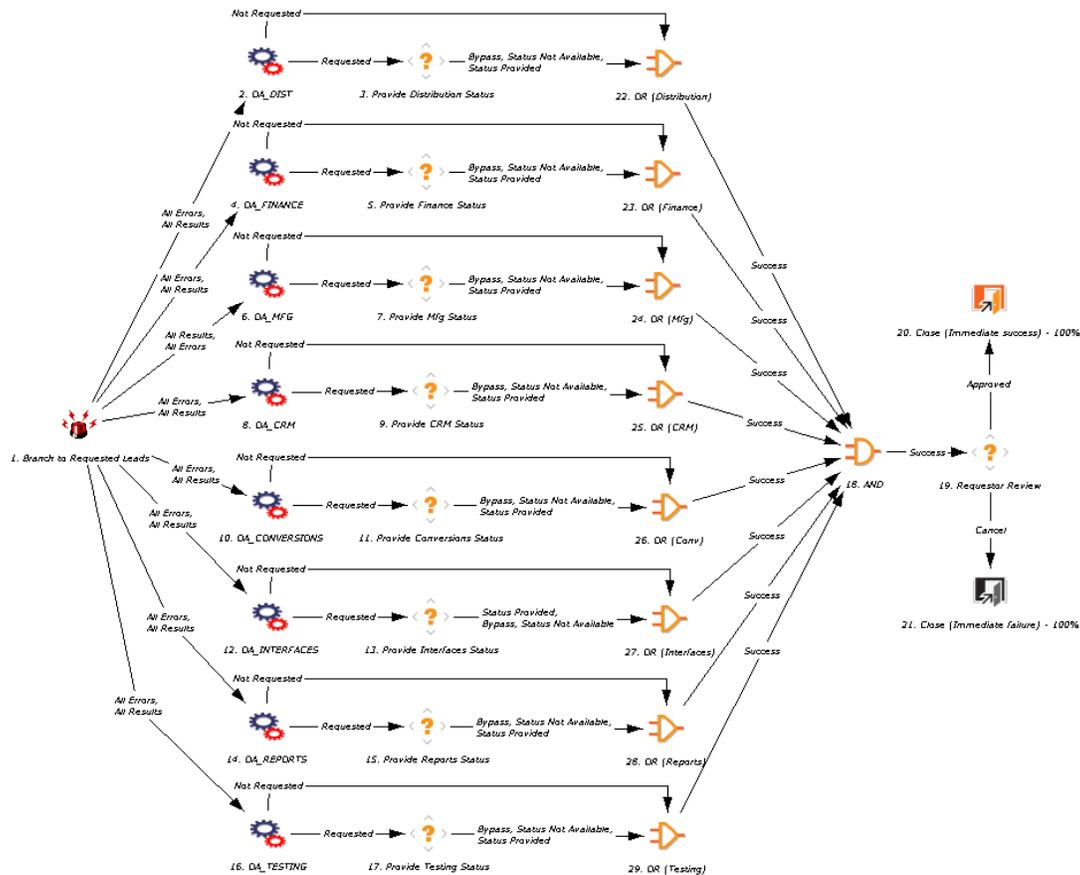 Not Requested
Requested
Bypass, Status Not Available,
Status Provided
2. OA_DIST
3. Provide Distribution Status
22. OR (Distribution)
Not Requested
Requested
Bypass, Status Not Available,
Status Provided
4. OA_FINANCE
5. Provide Finance Status
23. OR (Finance)
All Errors,
All Results
Not Requested
Requested
Bypass, Status Not Available,
Status Provided
6. OA_MFG
7. Provide Mfg Status
24. OR (Mfg)
All Errors,
All Results
All Results,
All Errors
Not Requested
Requested
Bypass, Status Not Available,
Status Provided
8. OA_CRM
9. Provide CRM Status
25. OR (CRM)
All Errors,
All Results
1. Branch to Requested Leads
All Errors,
All Results
Not Requested
Requested
Bypass, Status Not Available,
Status Provided
10. OA_CONVERSIONS
11. Provide Conversions Status
26. OR (Conv)
All Errors,
All Results
Not Requested
Requested
Status Provided,
Bypass, Status Not Available
12. OA_INTERFACES
13. Provide Interfaces Status
27. OR (Interfaces)
All Errors,
All Results
Not Requested
Requested
Bypass, Status Not Available,
Status Provided
14. OA_REPORTS
15. Provide Reports Status
28. OR (Reports)
All Errors,
All Results
Not Requested
Requested
Bypass, Status Not Available,
Status Provided
16. OA_TESTING
17. Provide Testing Status
29. OR (Testing)
Success
Success
Success
Success
Success
Success
Success
Success
18. AND
Success
19. Requestor Review
Approved
20. Close (Immediate success) - 100%
Cancel
21. Close (Immediate failure) - 100%